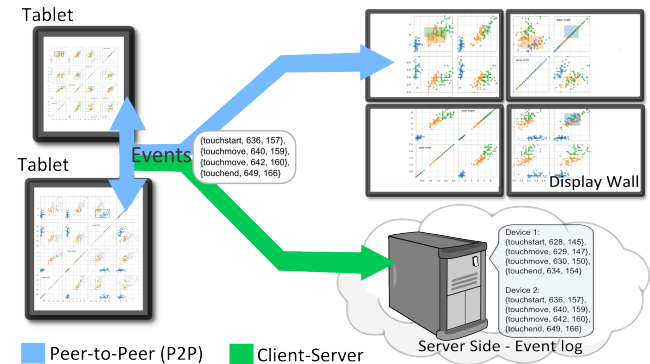 Tablet
Tablet
Events
{touchstart, 636, 157},
{touchmove, 640, 159},
{touchmove, 642, 160},
{touchend, 649, 166}
Display Wall
Device 1:
{touchstart, 628, 145},
{touchmove, 629, 147}
{touchmove, 630, 150},
{touchend, 634, 154}
Device 2:
{touchstart, 636, 157},
{touchmove, 640, 159}
{touchmove, 642, 160},
{touchend, 649, 166}
Server Side - Event log
Peer-to-Peer (P2P)
Client-Server